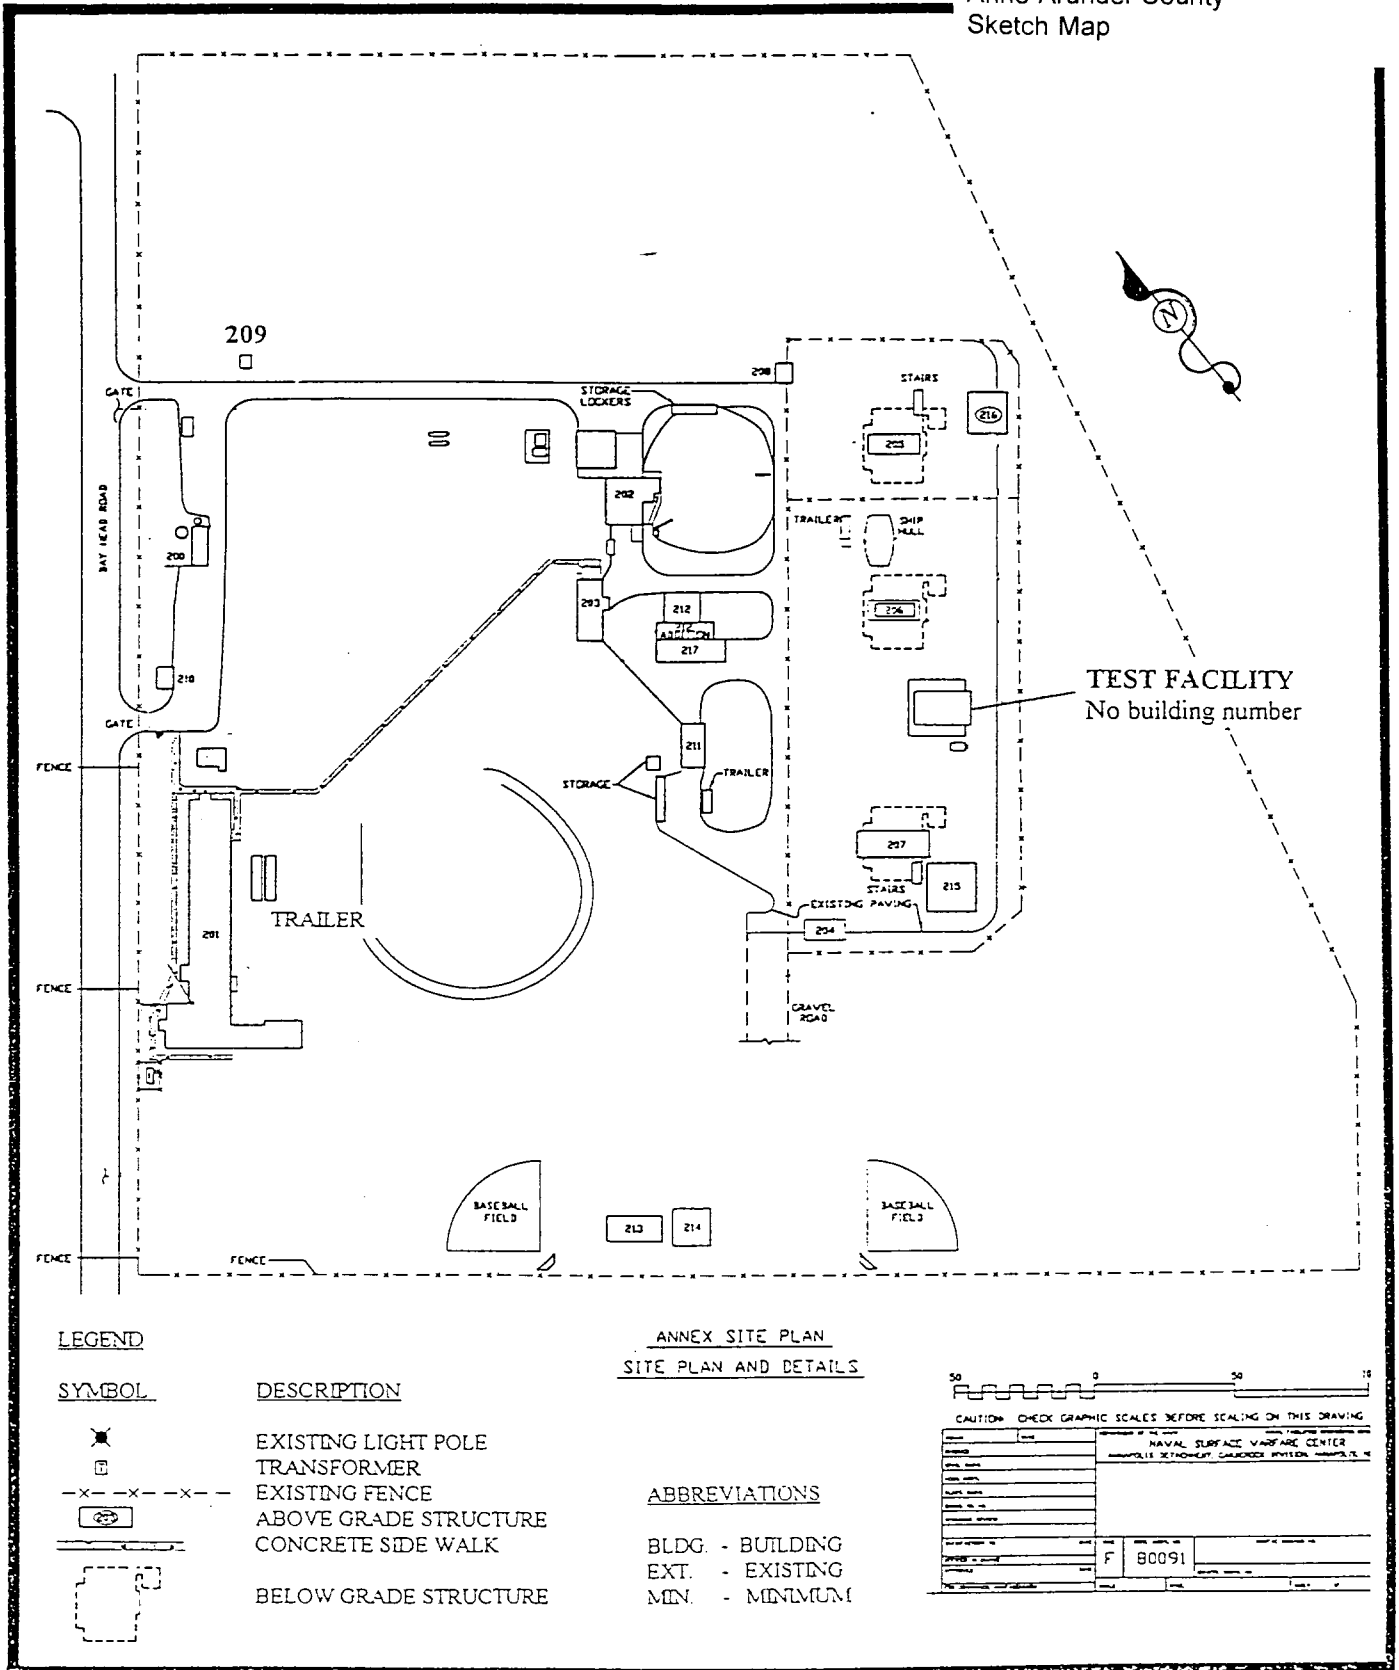 Sketch Map
209
GATE
208
STORAGE
LOCKERS
STAIRS
216
205
202
BAY HEAD ROAD
TRAILER
SHIP
HULL
200
203
212
206
217
210
TEST FACILITY
No building number
GATE
211
FENCE
STORAGE
TRAILER
207
STAIRS
215
TRAILER
EXISTING PAVING
201
204
FENCE
GRAVEL
ROAD
BASEBALL
FIELD
213
214
BASEBALL
FIELD
FENCE
FENCE
LEGEND
ANNEX SITE PLAN
SITE PLAN AND DETAILS
SYMBOL
DESCRIPTION
EXISTING LIGHT POLE
TRANSFORMER
EXISTING FENCE
ABOVE GRADE STRUCTURE
CONCRETE SIDE WALK
BELOW GRADE STRUCTURE
ABBREVIATIONS
BLDG. - BUILDING
EXT. - EXISTING
MIN. - MINIMUM
50 0 50
CAUTION: CHECK GRAPHIC SCALES BEFORE SCALING ON THIS DRAWING
NAVAL SURFACE WARFARE CENTER
F 80091
N